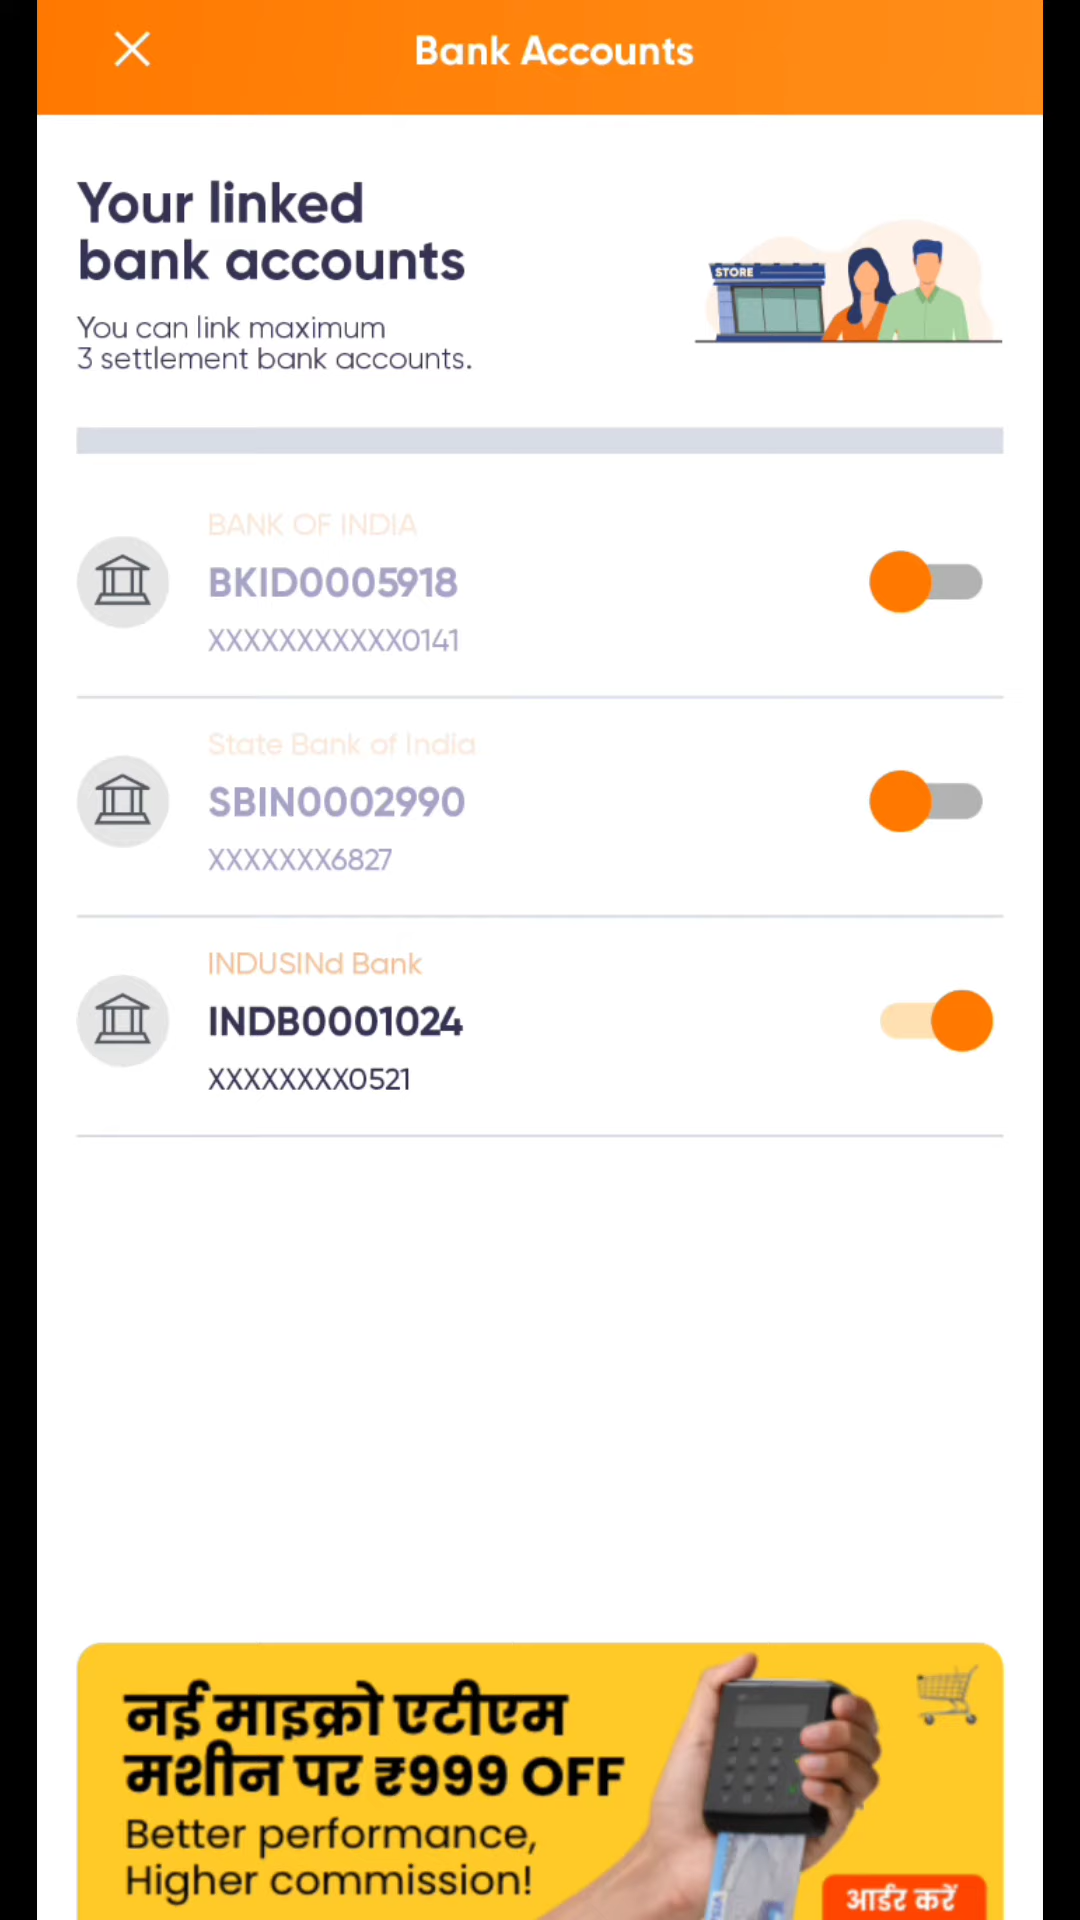 Bank Accounts
Your linked
bank accounts
STORE
You can link maximum
3 settlement bank accounts.
BANK OF INDIA
BKID0005918
XXXXXXXXXXX0141
State Bank of India
SBIN0002990
XXXXXXX6827
INDUSINd Bank
INDB0001024
XXXXXXXX0521
नई माइक्रो एटीएम
मशीन पर ₹999 OFF
Better performance,
Higher commission!
VISA
आर्डर करें